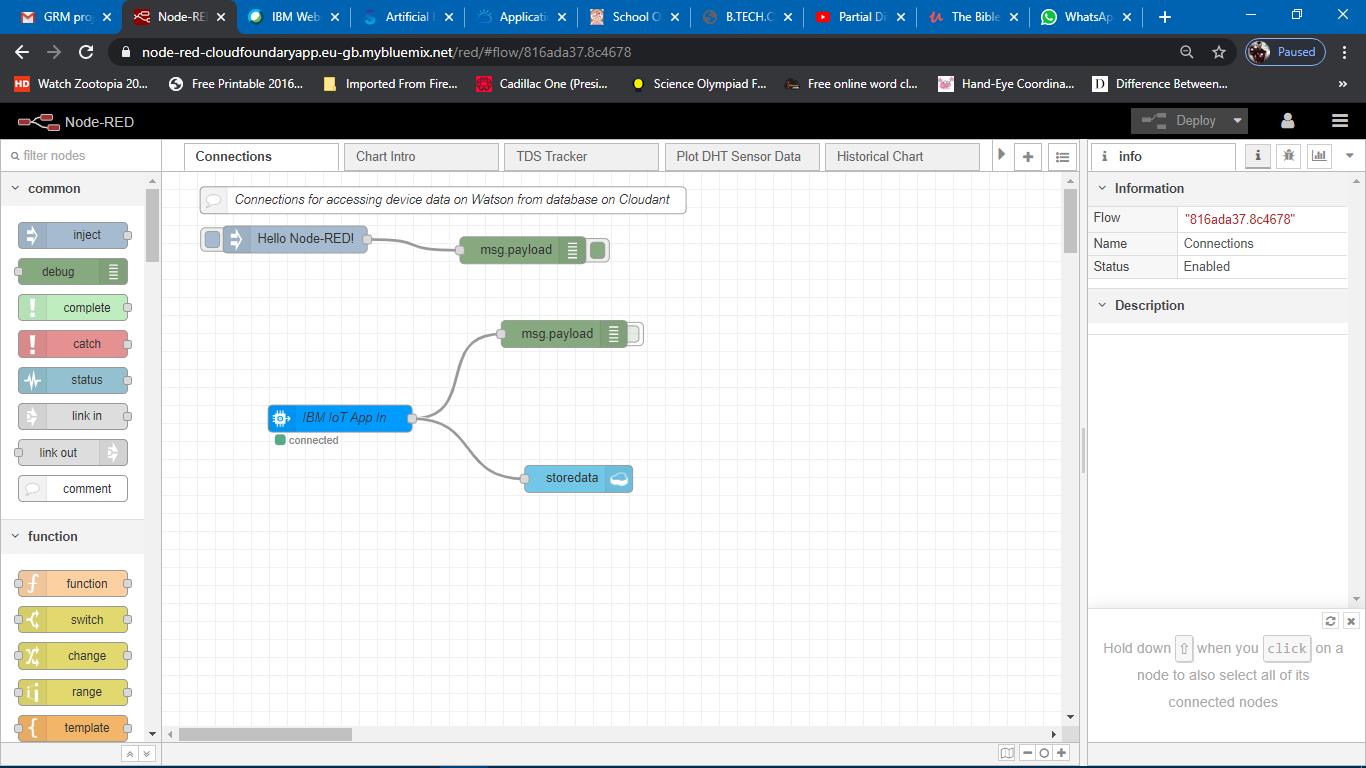 GRM proj
Node-RE
IBM Web
Artificial
Applicati
School O
B.TECH.C
Partial Di
The Bible
WhatsAp
node-red-cloudfoundaryapp.eu-gb.mybluemix.net/red/#flow/816ada37.8c4678
Paused
HD Watch Zootopia 20...
Free Printable 2016...
Imported From Fire...
Cadillac One (Presi...
Science Olympiad F...
Free online word cl...
Hand-Eye Coordina...
D Difference Between...
»
Node-RED
Deploy
filter nodes
Connections
Chart Intro
TDS Tracker
Plot DHT Sensor Data
Historical Chart
i info
i
common
inject
debug
complete
catch
status
link in
link out
comment
function
function
switch
change
range
template
Connections for accessing device data on Watson from database on Cloudant
Hello Node-RED!
msg.payload
msg.payload
IBM IoT App In
connected
storedata
Information
Flow "816ada37.8c4678"
Name Connections
Status Enabled
Description
Hold down ⇧ when you click on a
node to also select all of its
connected nodes